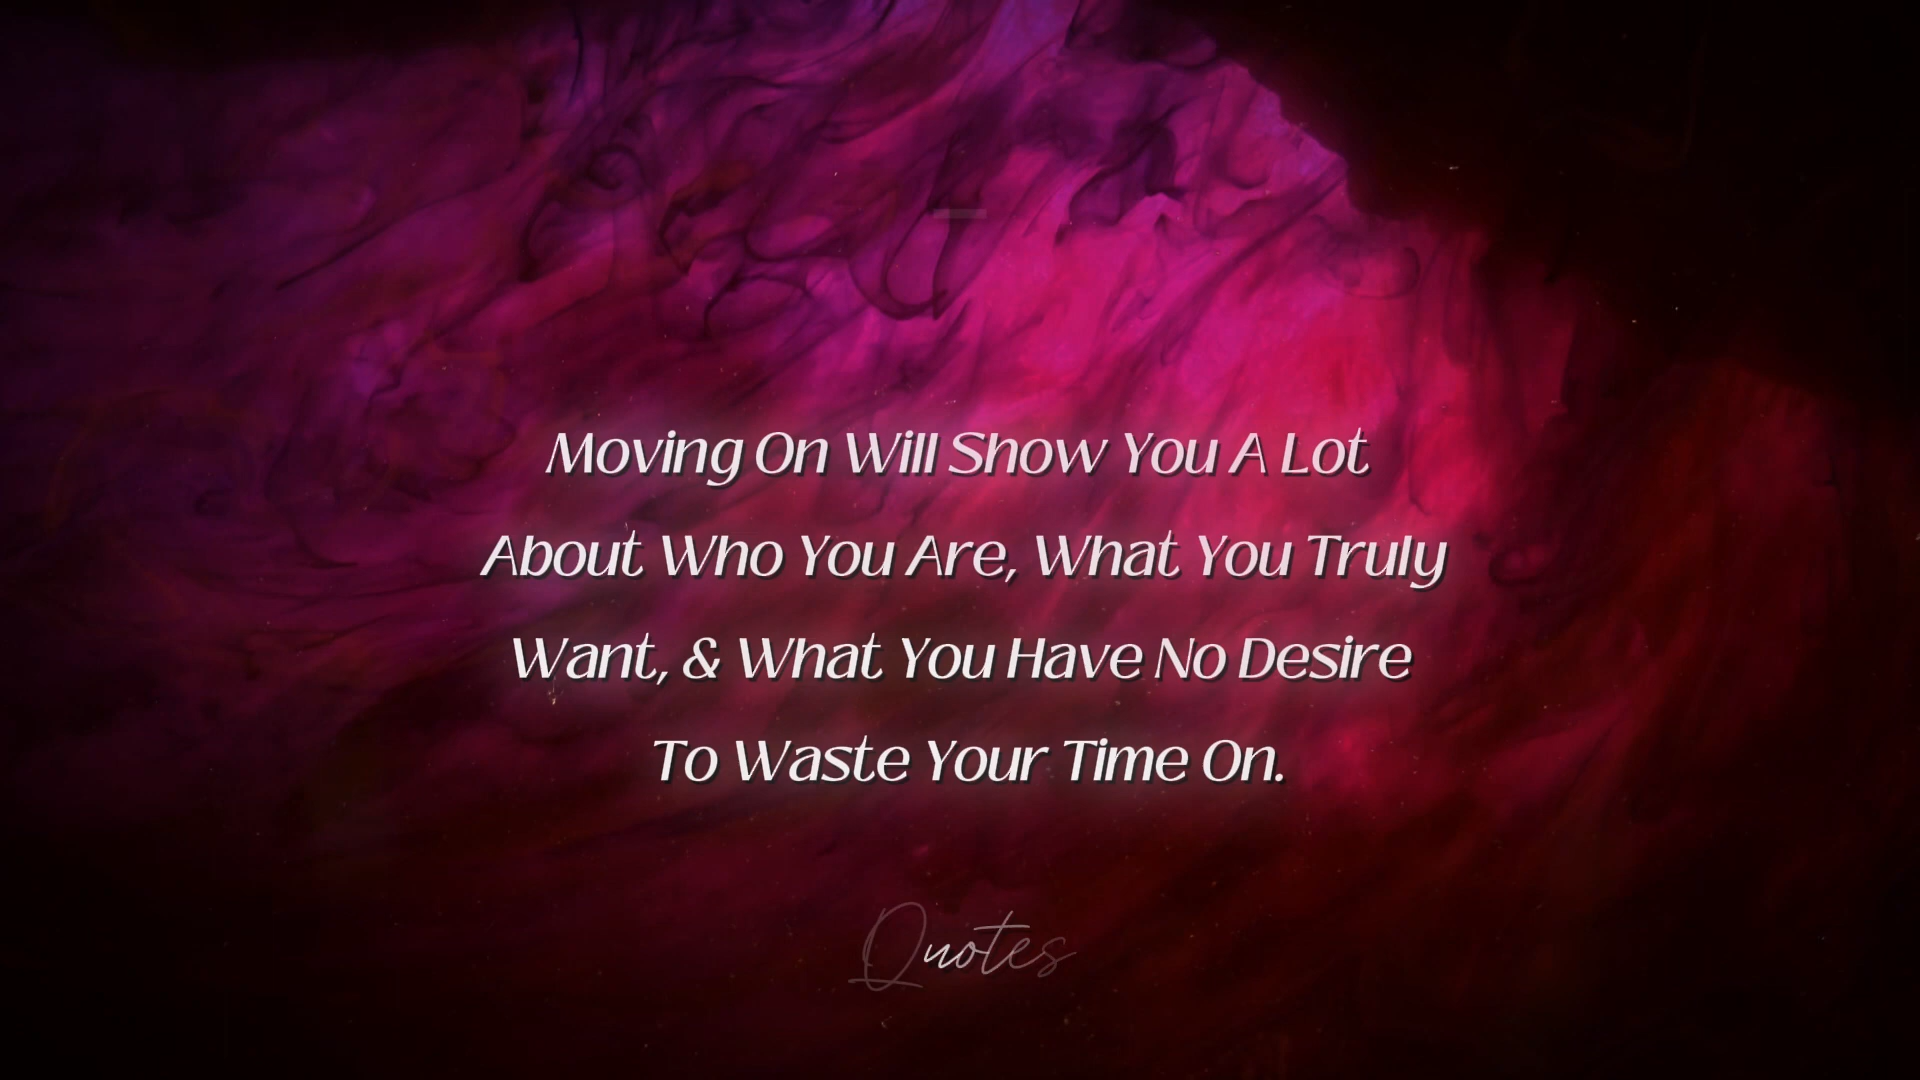 Moving On Will Show You A Lot
About Who You Are, What You Truly
Want, & What You Have No Desire
To Waste Your Time On.
Quotes